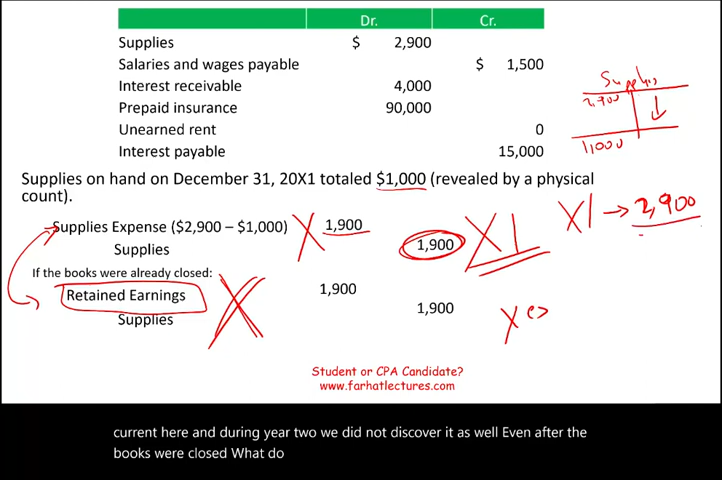 Dr. Cr.
Supplies $ 2,900
Salaries and wages payable $ 1,500
Interest receivable 4,000
Prepaid insurance 90,000
Unearned rent 0
Interest payable 15,000
Supplies
2,900
1,000
Supplies on hand on December 31, 20X1 totaled $1,000 (revealed by a physical
count).
Supplies Expense ($2,900 – $1,000) 1,900
Supplies 1,900
X1
X1 → 2,900
If the books were already closed:
Retained Earnings 1,900
Supplies 1,900
Student or CPA Candidate?
www.farhatlectures.com
current here and during year two we did not discover it as well Even after the
books were closed What do